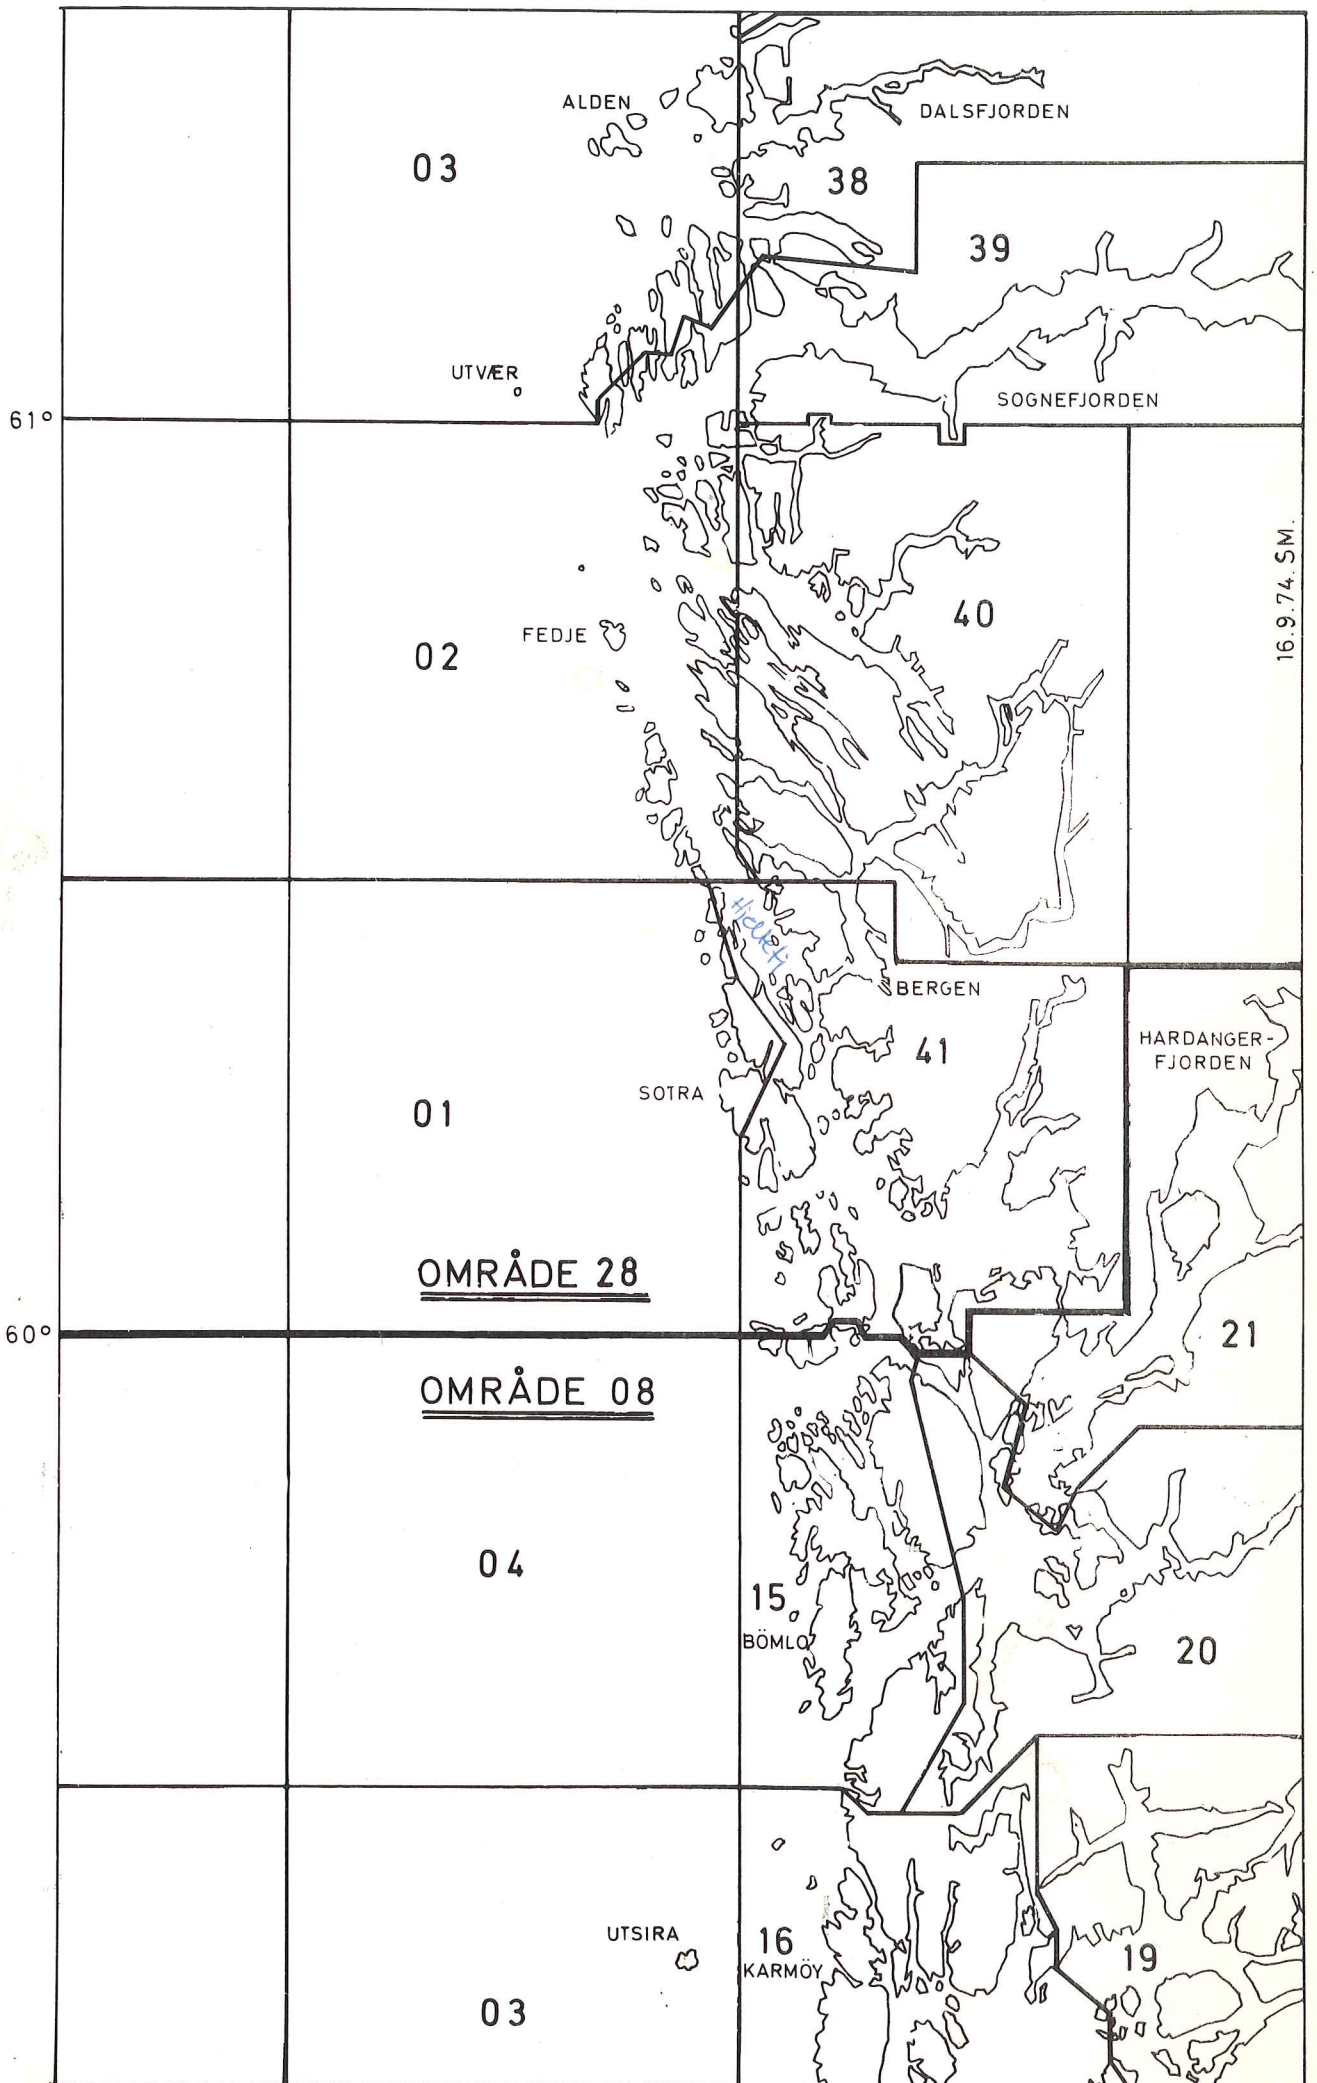 ALDEN
DALSFJORDEN
03
38
39
UTVÆR
SOGNEFJORDEN
61°
16.9.74. SM.
40
FEDJE
02
BERGEN
HARDANGER-
FJORDEN
41
SOTRA
01
OMRÅDE 28
60°
21
OMRÅDE 08
04
15
BÖMLO
20
UTSIRA
16
KARMÖY
19
03